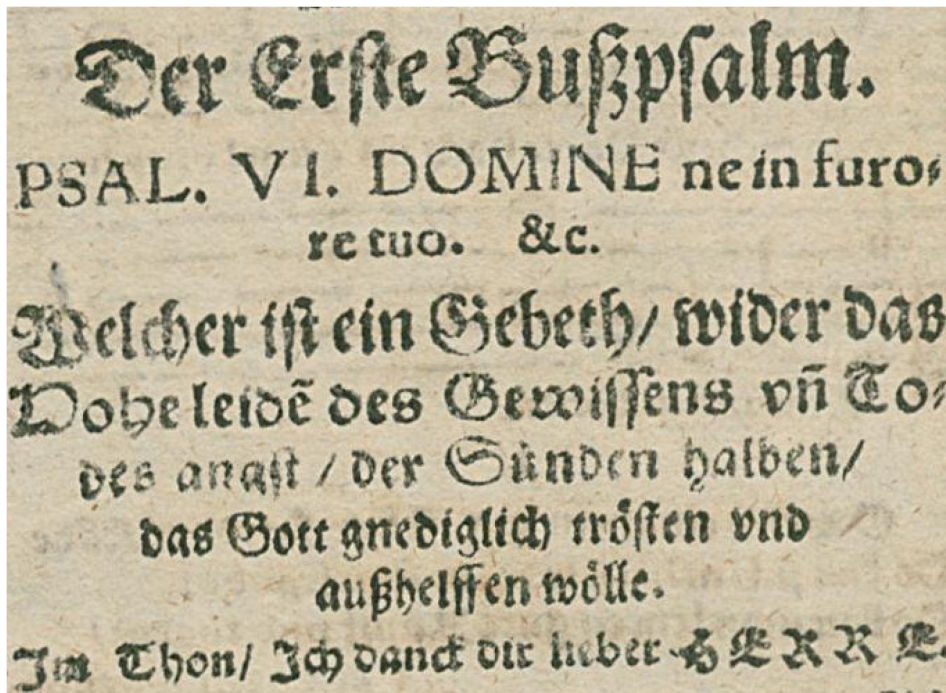 Der Erste Bußpsalm.
PSAL. VI. DOMINE ne in furo⸗
re tuo. &c.
Welcher ist ein Gebeth/ wider das
Hohe leidē des Gewissens vn̄ To⸗
des angst / der Sünden halben/
das Gott gnediglich trösten vnd
außhelffen wölle.
Im Thon/ Ich danck dir lieber HERRE.